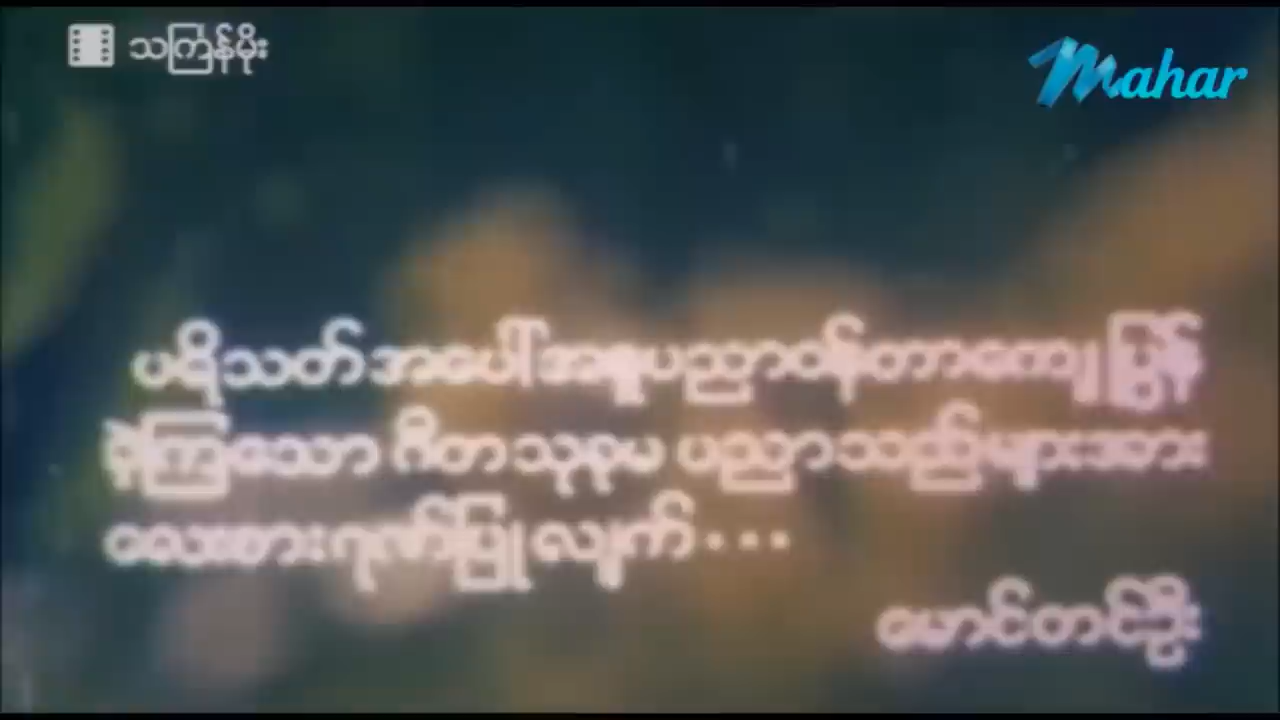 သင်္ကြန်မိုး
Mahar
ပရိသတ်အပေါ်အနုပညာဝန်တာကျေပြွန်
ခဲ့ကြသော ဂီတသုခုမ ပညာသည်များအား
လေးစားဂုဏ်ပြုလျက်...
မောင်တင်ဦး